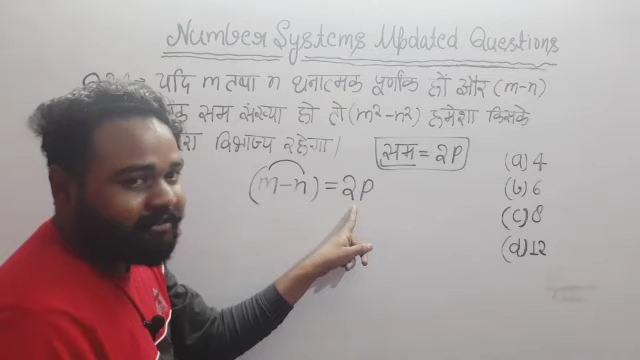 Number Systems Updated Questions
यदि m तथा n धनात्मक पूर्णांक हों और (m-n)
सम संख्या हो तो (m²-n²) हमेशा किसके
विभाज्य रहेगा।
सम = 2P
(m-n) = 2P
(a) 4
(b) 6
(c) 8
(d) 12